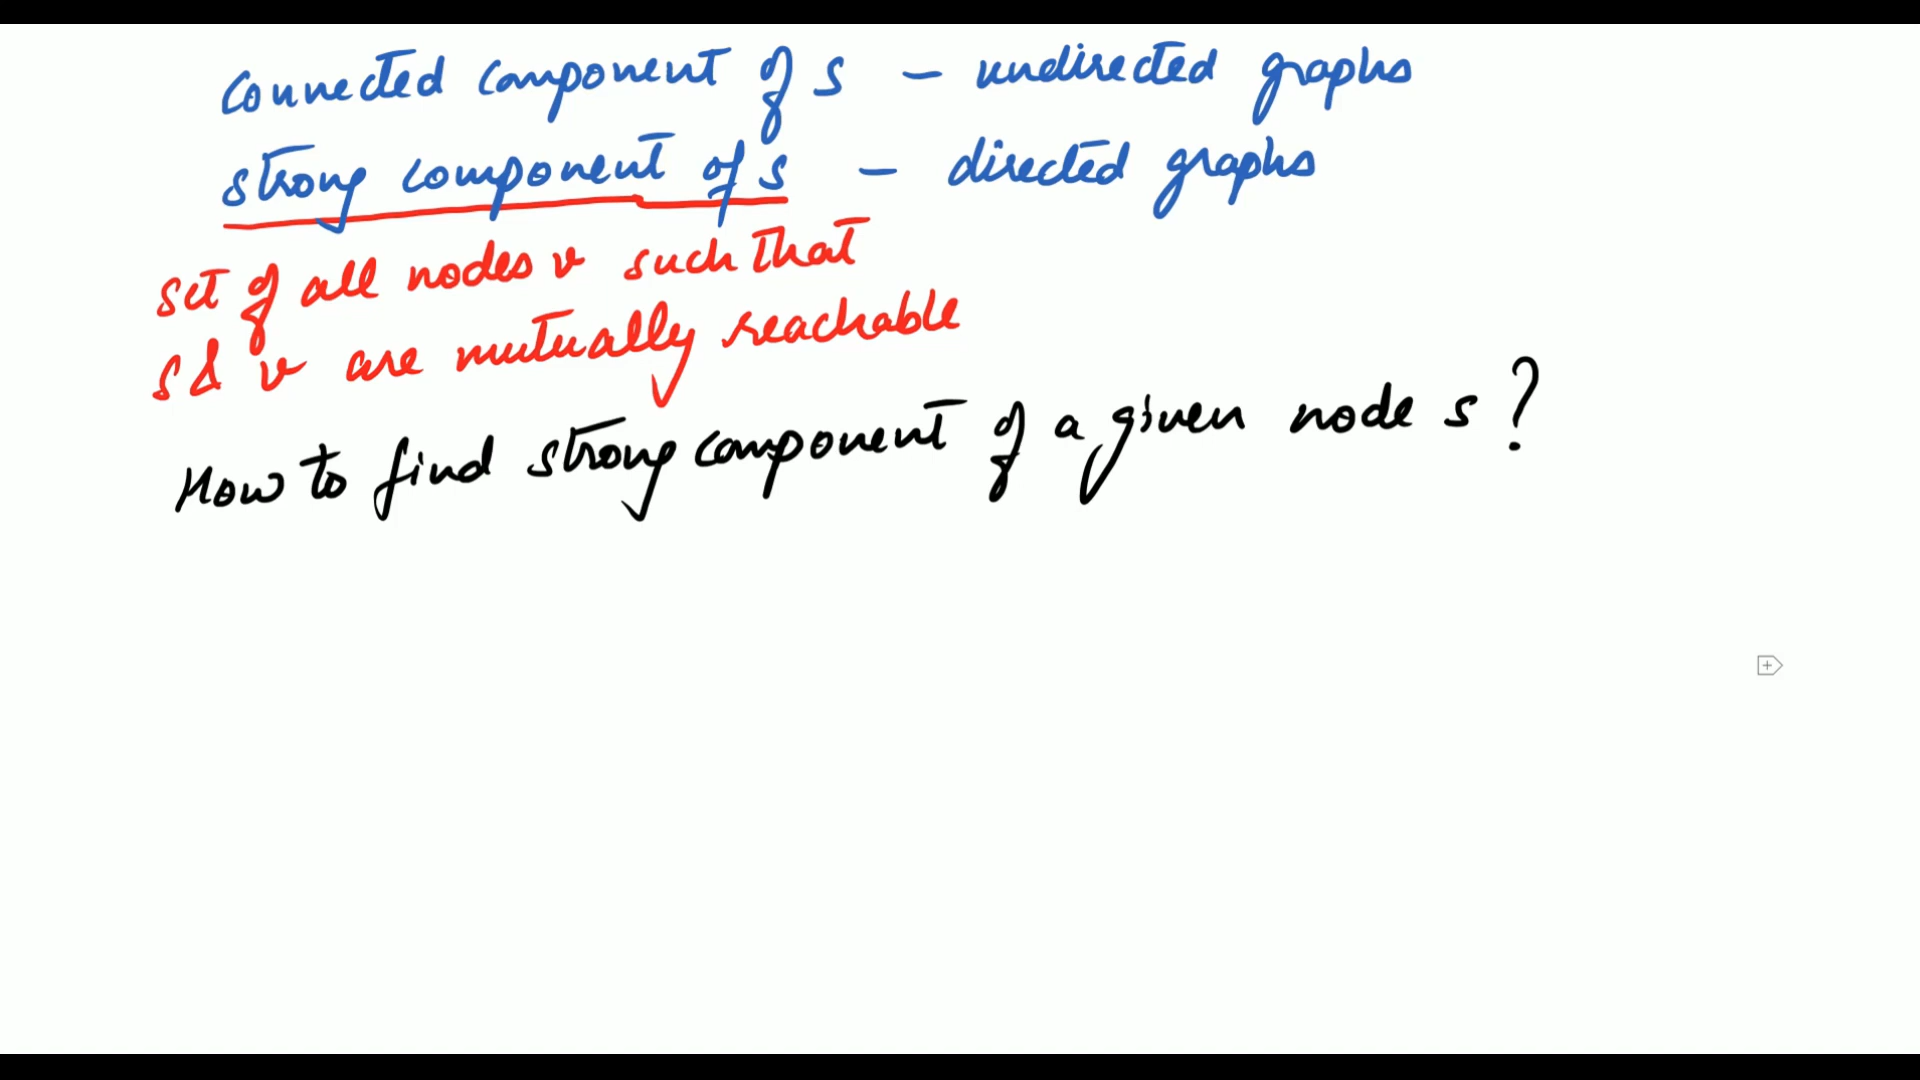 Connected component of s - undirected graphs
strong component of s - directed graphs
set of all nodes v such that
s & v are mutually reachable
How to find strong component of a given node s?